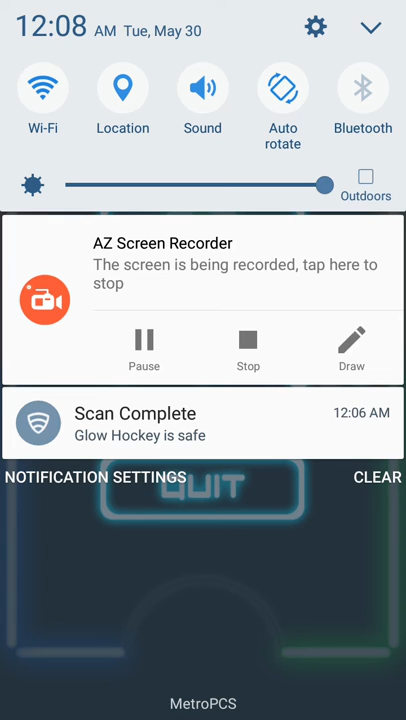 12:08 AM Tue, May 30
Wi-Fi
Location
Sound
Auto
rotate
Bluetooth
Outdoors
AZ Screen Recorder
The screen is being recorded, tap here to
stop
Pause
Stop
Draw
Scan Complete
12:06 AM
Glow Hockey is safe
QUIT
NOTIFICATION SETTINGS
CLEAR
MetroPCS